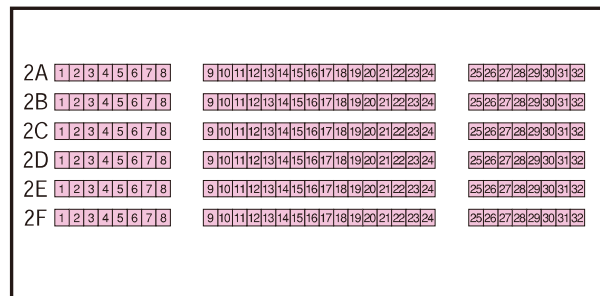 2A 1 2 3 4 5 6 7 8 9 10 11 12 13 14 15 16 17 18 19 20 21 22 23 24 25 26 27 28 29 30 31 32
2B 1 2 3 4 5 6 7 8 9 10 11 12 13 14 15 16 17 18 19 20 21 22 23 24 25 26 27 28 29 30 31 32
2C 1 2 3 4 5 6 7 8 9 10 11 12 13 14 15 16 17 18 19 20 21 22 23 24 25 26 27 28 29 30 31 32
2D 1 2 3 4 5 6 7 8 9 10 11 12 13 14 15 16 17 18 19 20 21 22 23 24 25 26 27 28 29 30 31 32
2E 1 2 3 4 5 6 7 8 9 10 11 12 13 14 15 16 17 18 19 20 21 22 23 24 25 26 27 28 29 30 31 32
2F 1 2 3 4 5 6 7 8 9 10 11 12 13 14 15 16 17 18 19 20 21 22 23 24 25 26 27 28 29 30 31 32